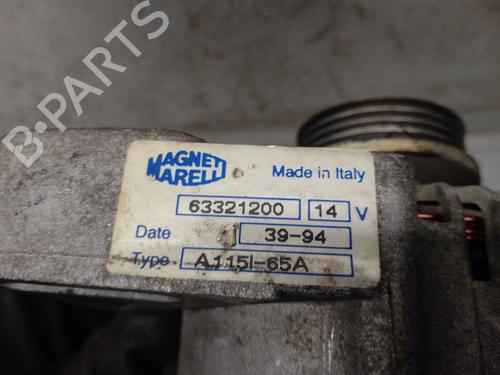 B-PARTS
MAGNETI
MARELLI
Made in Italy
63321200 14 V
Date 39-94
Type A115I-65A